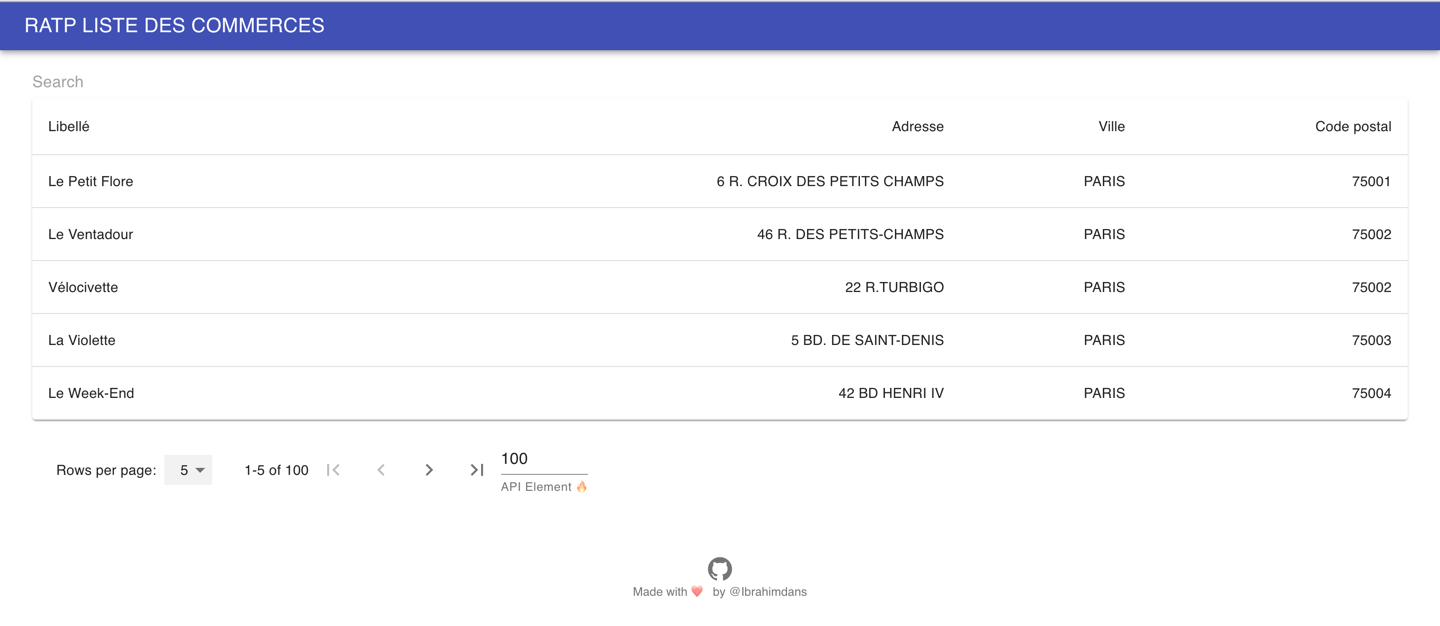 RATP LISTE DES COMMERCES
Search
Libellé Adresse Ville Code postal
Le Petit Flore 6 R. CROIX DES PETITS CHAMPS PARIS 75001
Le Ventadour 46 R. DES PETITS-CHAMPS PARIS 75002
Vélocivette 22 R.TURBIGO PARIS 75002
La Violette 5 BD. DE SAINT-DENIS PARIS 75003
Le Week-End 42 BD HENRI IV PARIS 75004
Rows per page: 5 1-5 of 100 100
API Element 🔥
Made with ❤️ by @Ibrahimdans